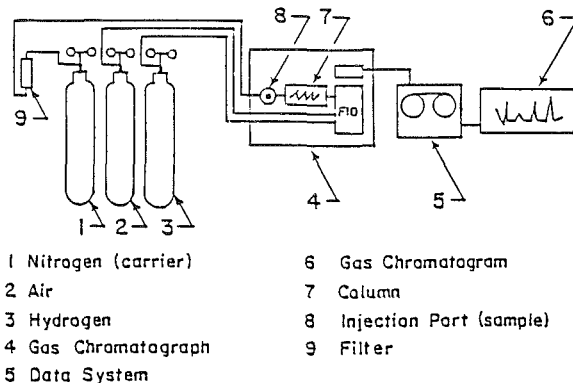 8 7 6
9
FID
1 2 3 4 5
1 Nitrogen (carrier)
2 Air
3 Hydrogen
4 Gas Chromatograph
5 Data System
6 Gas Chromatogram
7 Column
8 Injection Port (sample)
9 Filter